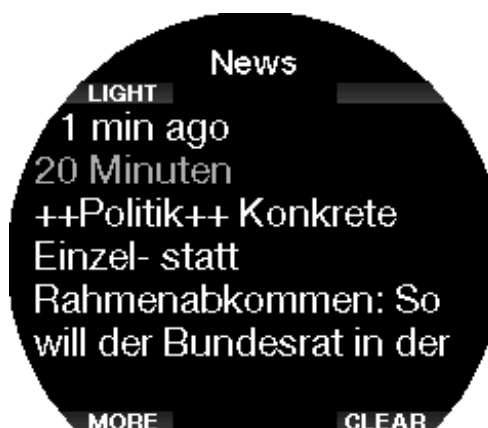 News
LIGHT
1 min ago
20 Minuten
++Politik++ Konkrete
Einzel- statt
Rahmenabkommen: So
will der Bundesrat in der
MORE CLEAR